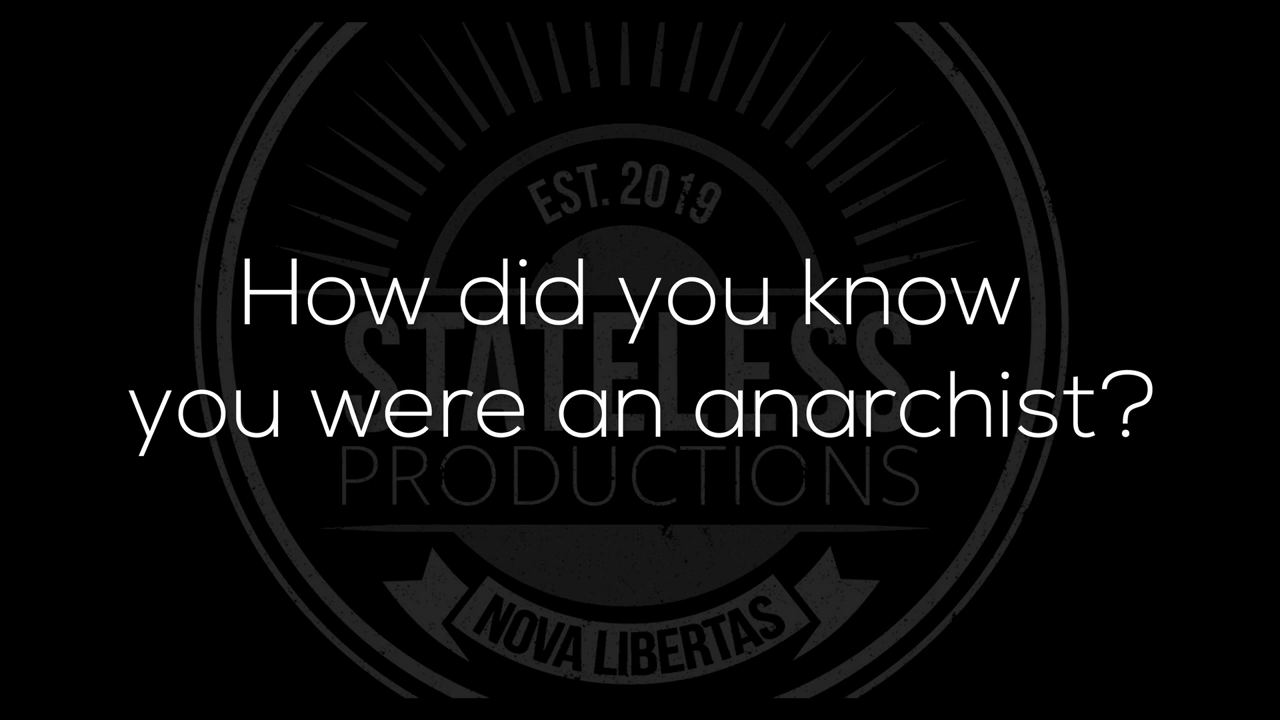 EST. 2019
How did you know
STATELESS
you were an anarchist?
PRODUCTIONS
NOVA LIBERTAS